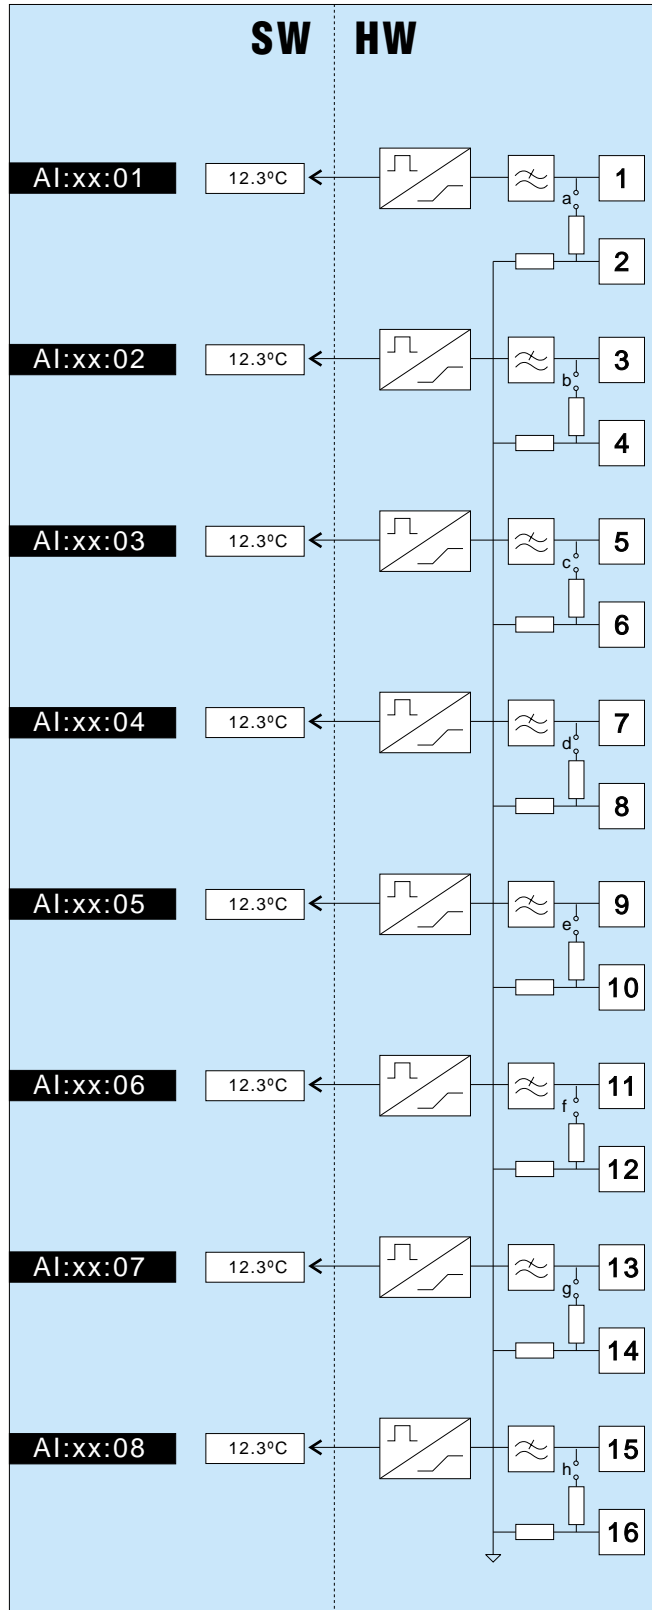 SW HW
AI:xx:01 12.3ºC 1
a
2
AI:xx:02 12.3ºC 3
b
4
AI:xx:03 12.3ºC 5
c
6
AI:xx:04 12.3ºC 7
d
8
AI:xx:05 12.3ºC 9
e
10
AI:xx:06 12.3ºC 11
f
12
AI:xx:07 12.3ºC 13
g
14
AI:xx:08 12.3ºC 15
h
16